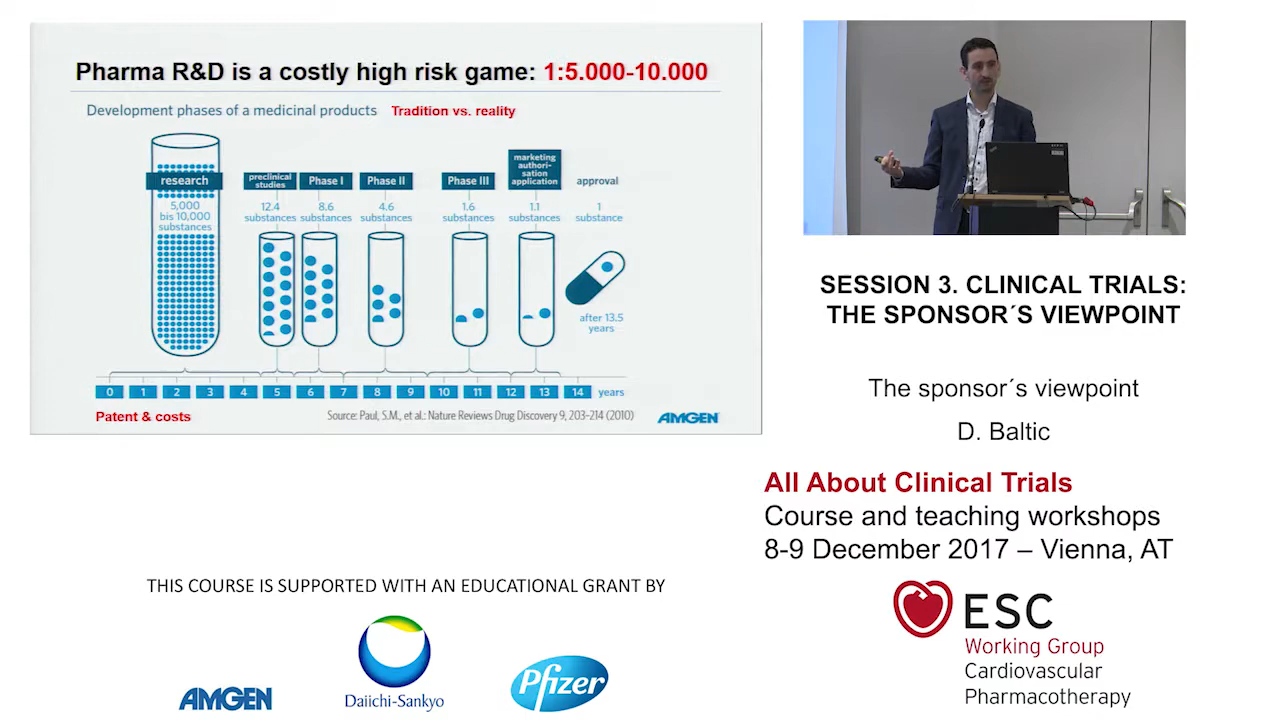 Pharma R&D is a costly high risk game: 1:5.000-10.000
Development phases of a medicinal products Tradition vs. reality
research
5,000
bis 10,000
substances
preclinical
studies
12.4
substances
Phase I
8.6
substances
Phase II
4.6
substances
Phase III
1.6
substances
marketing
authori-
sation
application
1.1
substances
approval
1
substance
after 13.5
years
0 1 2 3 4 5 6 7 8 9 10 11 12 13 14 years
Patent & costs
Source: Paul, S.M., et al.: Nature Reviews Drug Discovery 9, 203–214 (2010)
AMGEN
SESSION 3. CLINICAL TRIALS:
THE SPONSOR´S VIEWPOINT
The sponsor´s viewpoint
D. Baltic
All About Clinical Trials
Course and teaching workshops
8-9 December 2017 – Vienna, AT
THIS COURSE IS SUPPORTED WITH AN EDUCATIONAL GRANT BY
AMGEN
Daiichi-Sankyo
Pfizer
ESC
Working Group
Cardiovascular
Pharmacotherapy